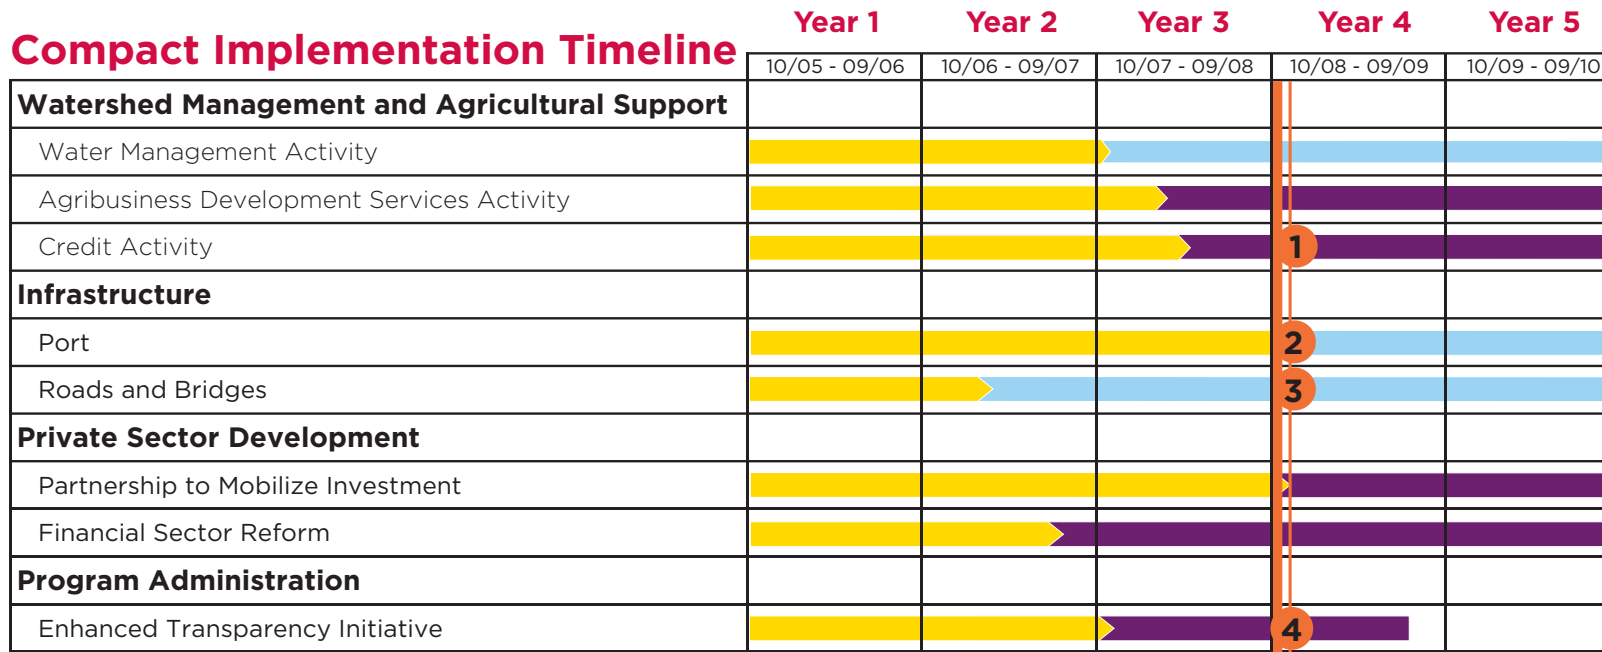 Year 1 Year 2 Year 3 Year 4 Year 5
Compact Implementation Timeline
10/05 - 09/06 10/06 - 09/07 10/07 - 09/08 10/08 - 09/09 10/09 - 09/10
Watershed Management and Agricultural Support
Water Management Activity
Agribusiness Development Services Activity
Credit Activity 1
Infrastructure
Port 2
Roads and Bridges 3
Private Sector Development
Partnership to Mobilize Investment
Financial Sector Reform
Program Administration
Enhanced Transparency Initiative 4